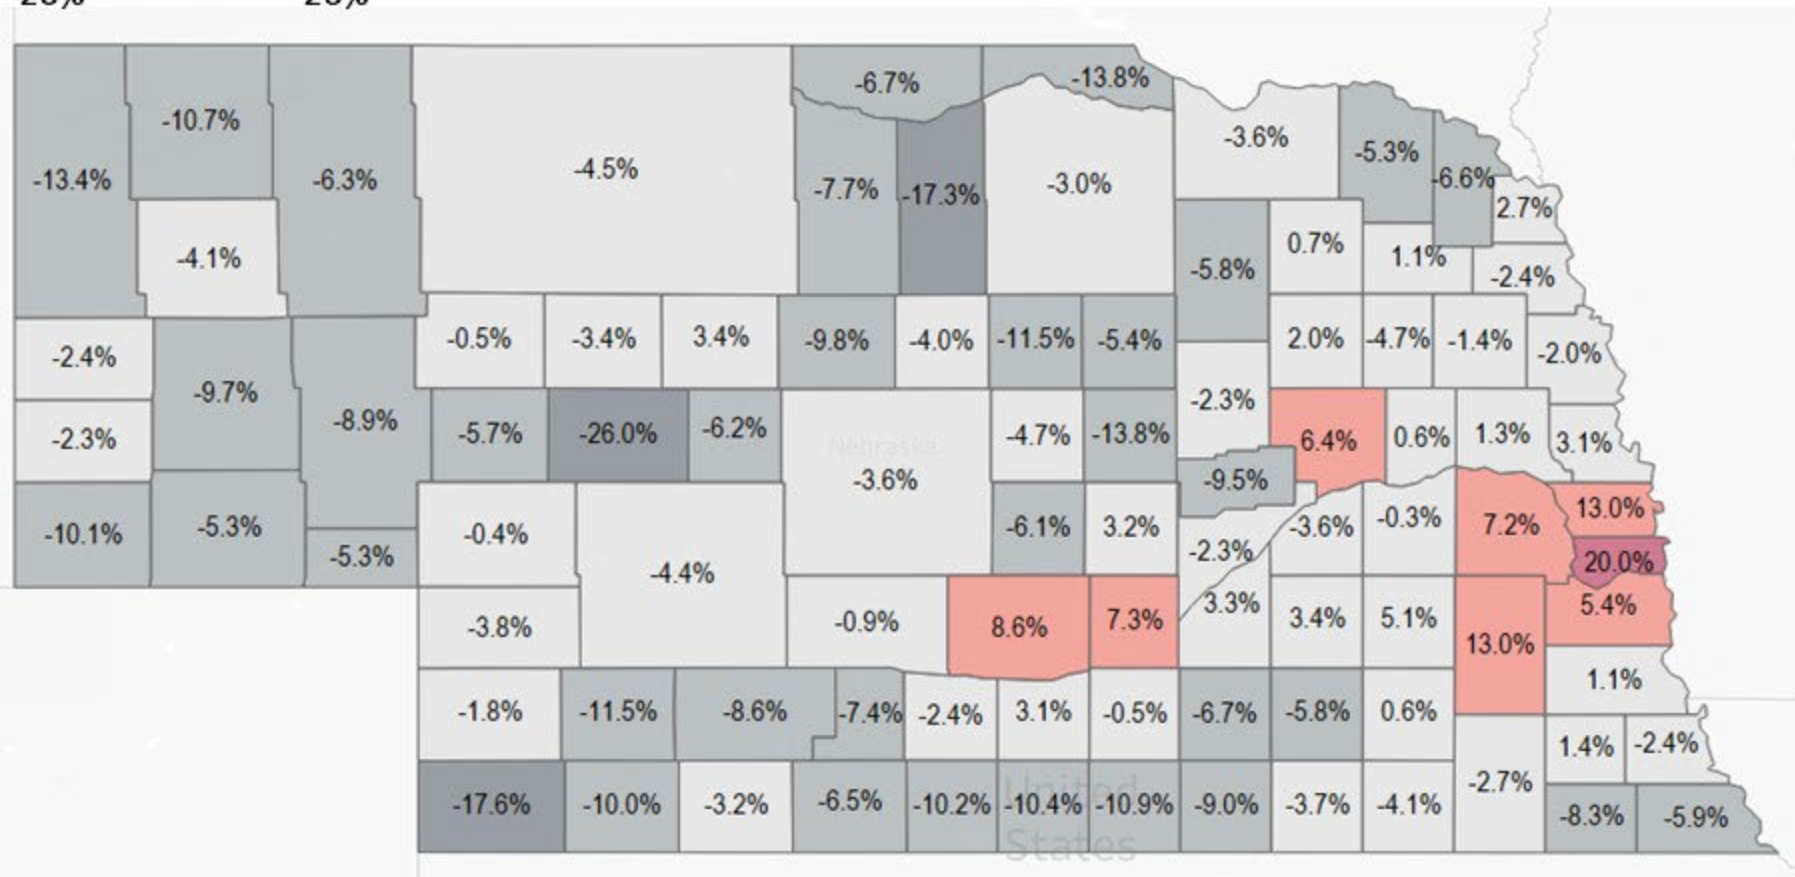 -6.7% -13.8%
-10.7% -3.6% -5.3%
-13.4% -6.3% -4.5% -7.7% -17.3% -3.0% -6.6% 2.7%
-4.1% -5.8% 0.7% 1.1% -2.4%
-2.4% -0.5% -3.4% 3.4% -9.8% -4.0% -11.5% -5.4% 2.0% -4.7% -1.4% -2.0%
-9.7% -2.3%
-2.3% -8.9% -5.7% -26.0% -6.2% -4.7% -13.8% 6.4% 0.6% 1.3% 3.1%
Nebraska
-3.6% -9.5%
-10.1% -5.3% -5.3% -0.4% -6.1% 3.2% -2.3% -3.6% -0.3% 7.2% 13.0%
-4.4% 20.0%
-3.8% -0.9% 8.6% 7.3% 3.3% 3.4% 5.1% 13.0% 5.4%
-1.8% -11.5% -8.6% -7.4% -2.4% 3.1% -0.5% -6.7% -5.8% 0.6% 1.1%
1.4% -2.4%
-17.6% -10.0% -3.2% -6.5% -10.2% -10.4% -10.9% -9.0% -3.7% -4.1% -2.7% -8.3% -5.9%
United
States